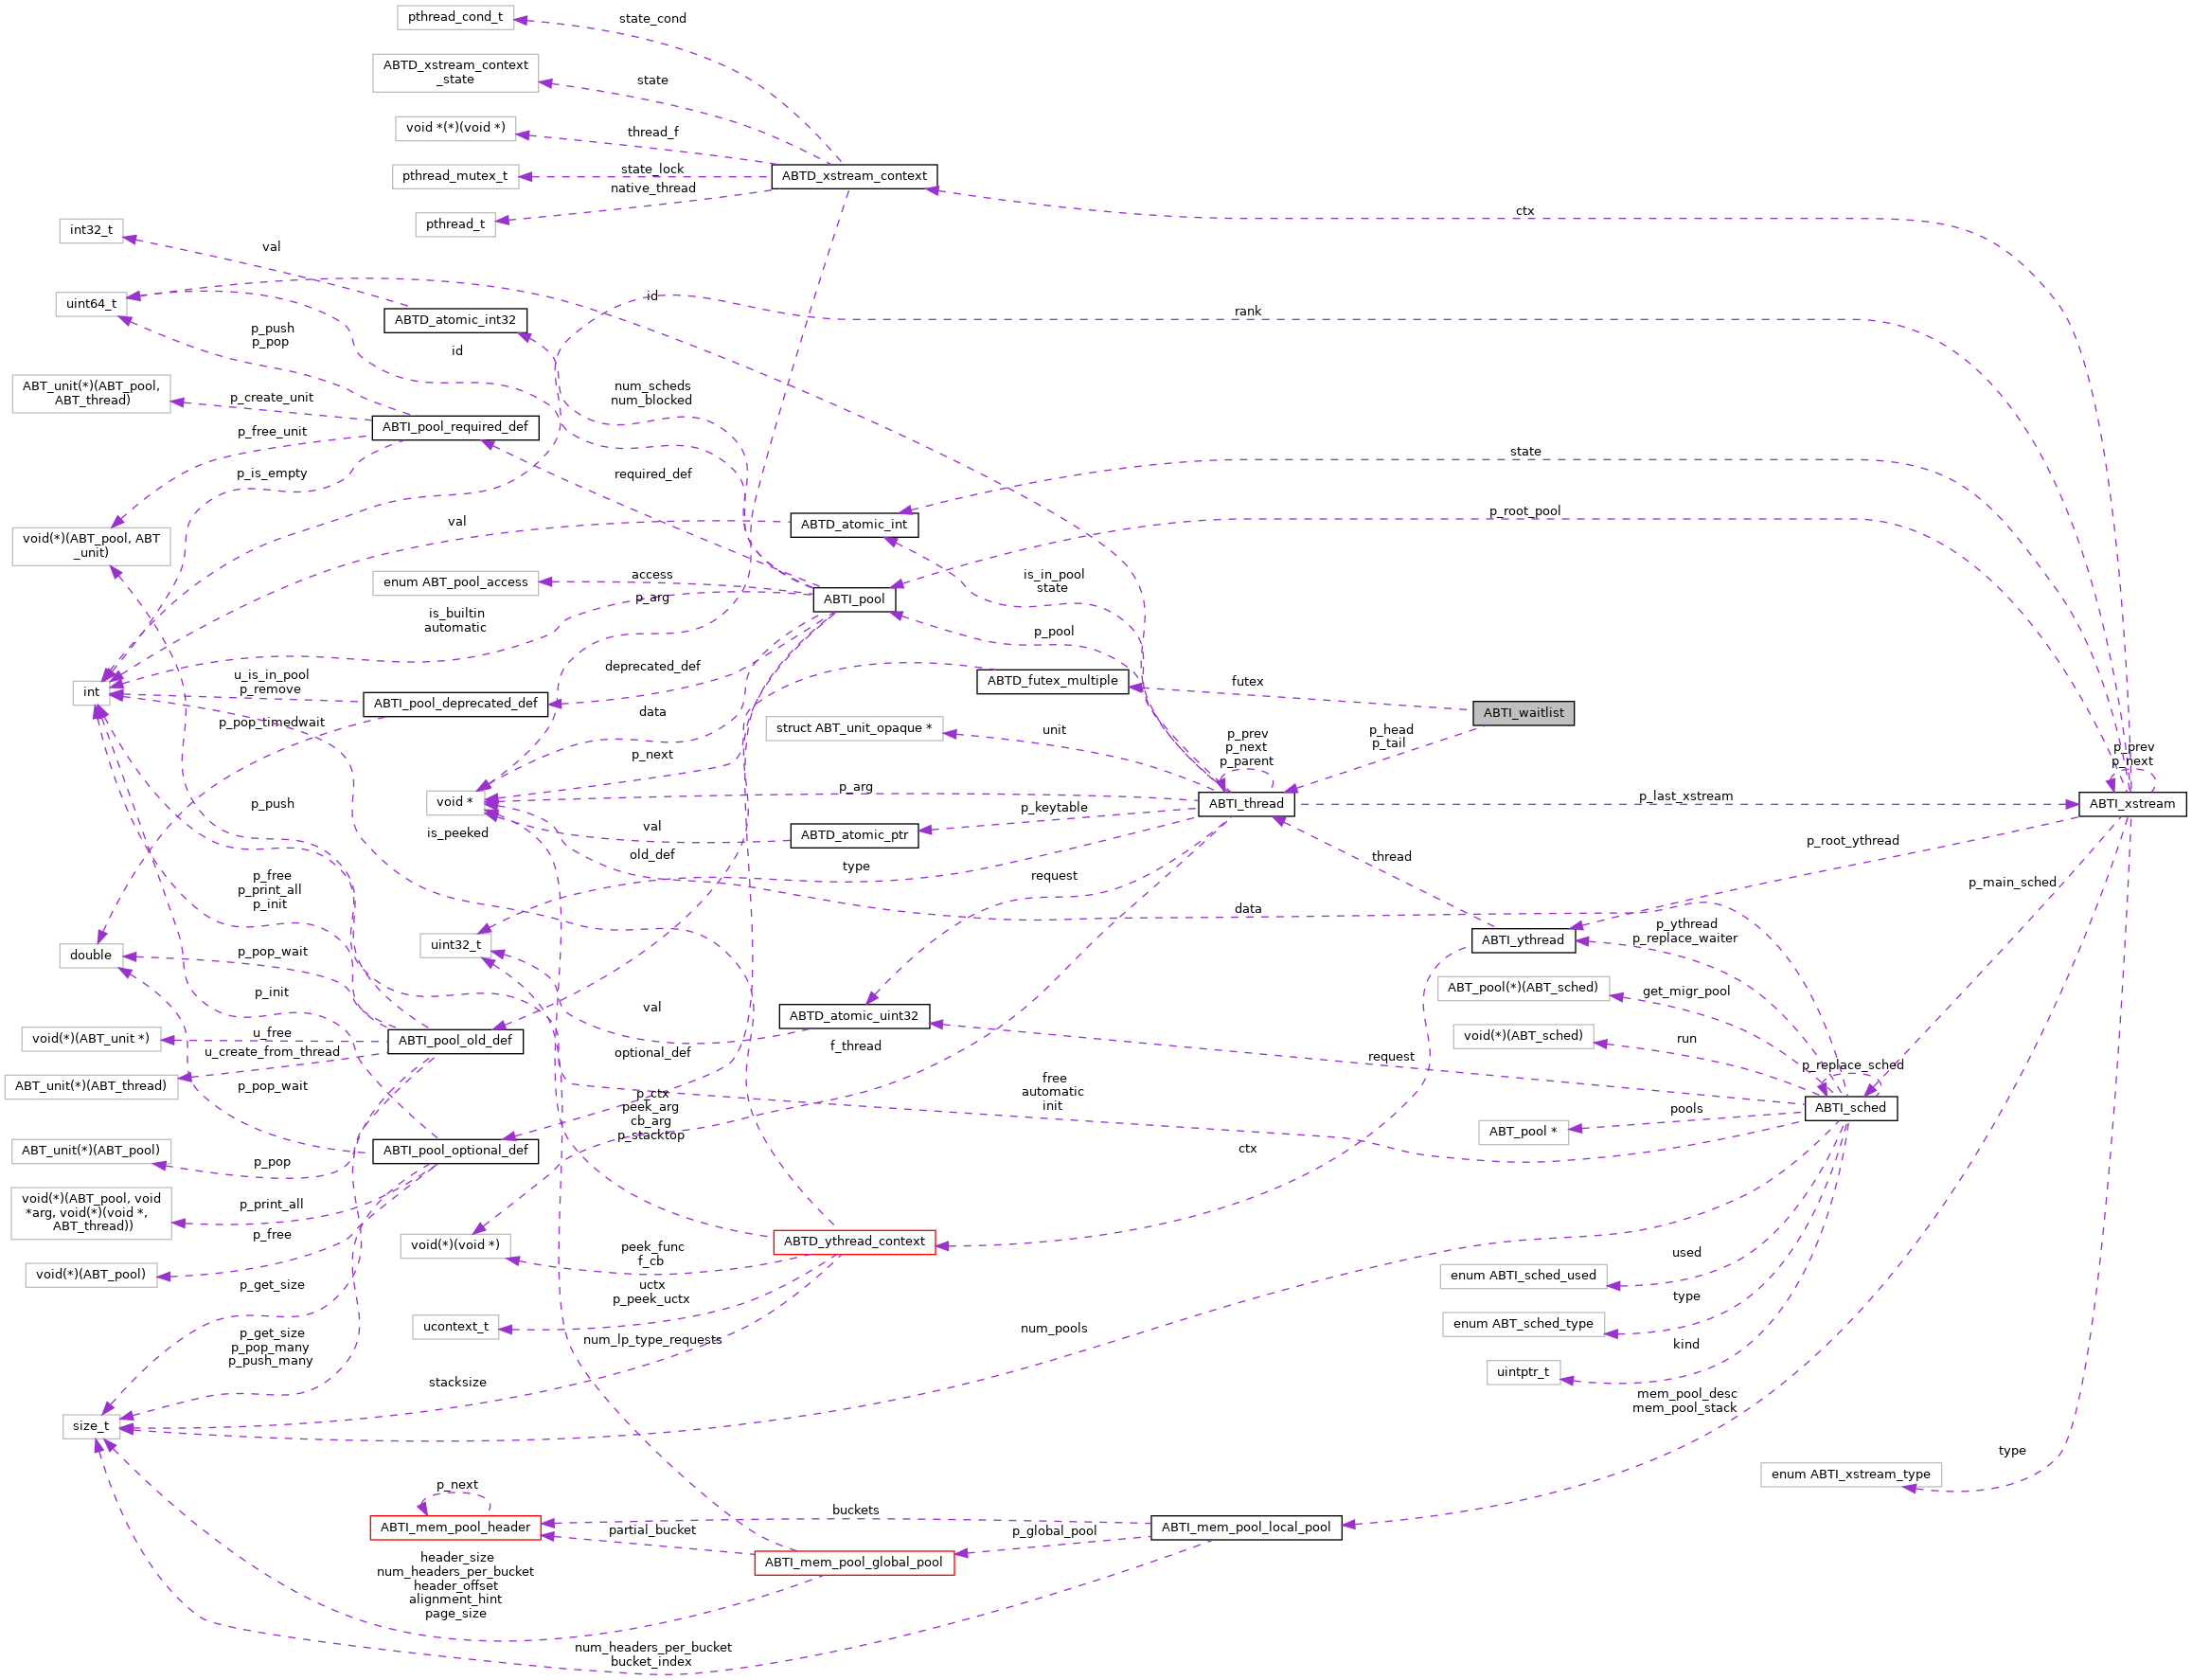 pthread_cond_t
state_cond
ABTD_xstream_context
_state
state
void *(*)(void *)
thread_f
pthread_mutex_t
state_lock
ABTD_xstream_context
native_thread
pthread_t
ctx
int32_t
val
uint64_t
id
rank
ABTD_atomic_int32
p_push
p_pop
id
ABT_unit(*)(ABT_pool,
ABT_thread)
p_create_unit
num_scheds
num_blocked
ABTI_pool_required_def
p_free_unit
p_is_empty
required_def
state
p_root_pool
void(*)(ABT_pool, ABT
_unit)
val
ABTD_atomic_int
enum ABT_pool_access
access
is_in_pool
state
ABTI_pool
p_arg
is_builtin
automatic
p_pool
int
u_is_in_pool
p_remove
deprecated_def
ABTD_futex_multiple
futex
ABTI_waitlist
ABTI_pool_deprecated_def
p_pop_timedwait
data
struct ABT_unit_opaque *
unit
p_prev
p_next
p_parent
p_head
p_tail
p_prev
p_next
p_next
void *
p_arg
ABTI_thread
p_last_xstream
ABTI_xstream
p_push
is_peeked
val
ABTD_atomic_ptr
p_keytable
p_root_ythread
old_def
type
request
thread
p_free
p_print_all
p_init
data
p_main_sched
uint32_t
p_ythread
p_replace_waiter
ABTI_ythread
double
p_pop_wait
p_init
ABT_pool(*)(ABT_sched)
get_migr_pool
val
ABTD_atomic_uint32
void(*)(ABT_unit *)
u_free
ABTI_pool_old_def
void(*)(ABT_sched)
run
u_create_from_thread
optional_def
f_thread
request
p_replace_sched
ABT_unit(*)(ABT_thread)
p_pop_wait
p_ctx
peek_arg
cb_arg
p_stacktop
free
automatic
init
ABTI_sched
pools
ABT_pool *
ABT_unit(*)(ABT_pool)
p_pop
ABTI_pool_optional_def
ctx
void(*)(ABT_pool, void
*arg, void(*)(void *,
ABT_thread))
p_print_all
p_free
void(*)(void *)
peek_func
f_cb
ABTD_ythread_context
used
void(*)(ABT_pool)
enum ABTI_sched_used
p_get_size
uctx
p_peek_uctx
type
ucontext_t
enum ABT_sched_type
num_lp_type_requests
num_pools
p_get_size
p_pop_many
p_push_many
kind
uintptr_t
stacksize
mem_pool_desc
mem_pool_stack
size_t
type
enum ABTI_xstream_type
p_next
buckets
ABTI_mem_pool_header
partial_bucket
p_global_pool
ABTI_mem_pool_local_pool
ABTI_mem_pool_global_pool
header_size
num_headers_per_bucket
header_offset
alignment_hint
page_size
num_headers_per_bucket
bucket_index